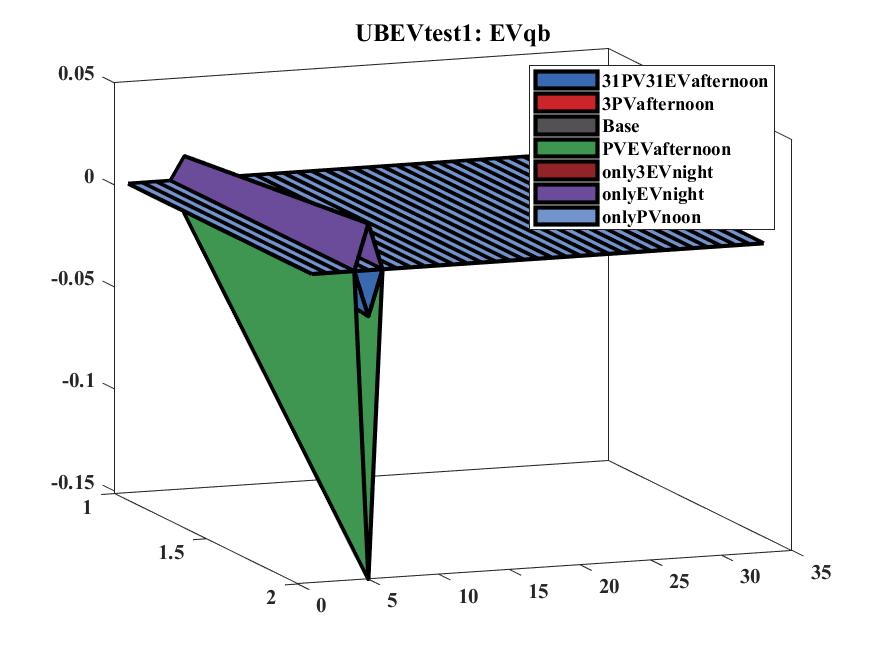 UBEVtest1: EVqb
0.05
0
-0.05
-0.1
-0.15
31PV31EVafternoon
3PVafternoon
Base
PVEVafternoon
only3EVnight
onlyEVnight
onlyPVnoon
1
1.5
2
0
5
10
15
20
25
30
35